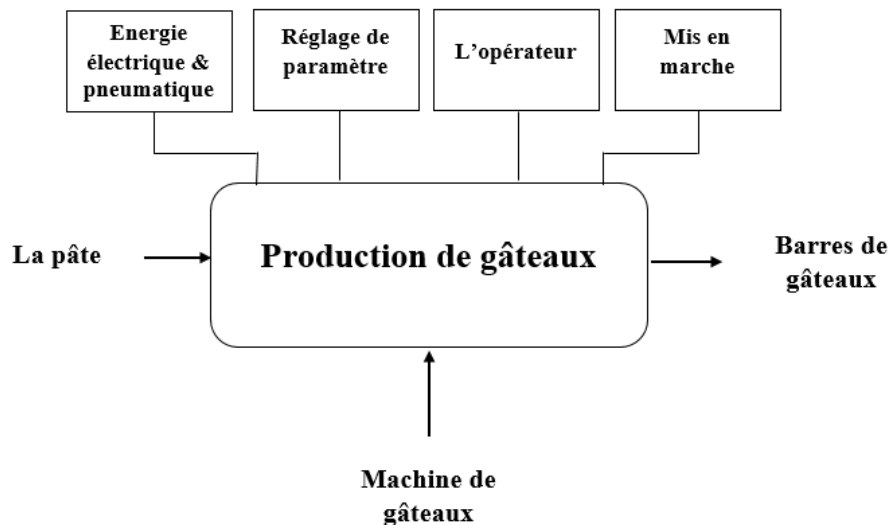 Energie
électrique &
pneumatique
Réglage de
paramètre
L'opérateur
Mis en
marche
La pâte
Production de gâteaux
Barres de
gâteaux
Machine de
gâteaux